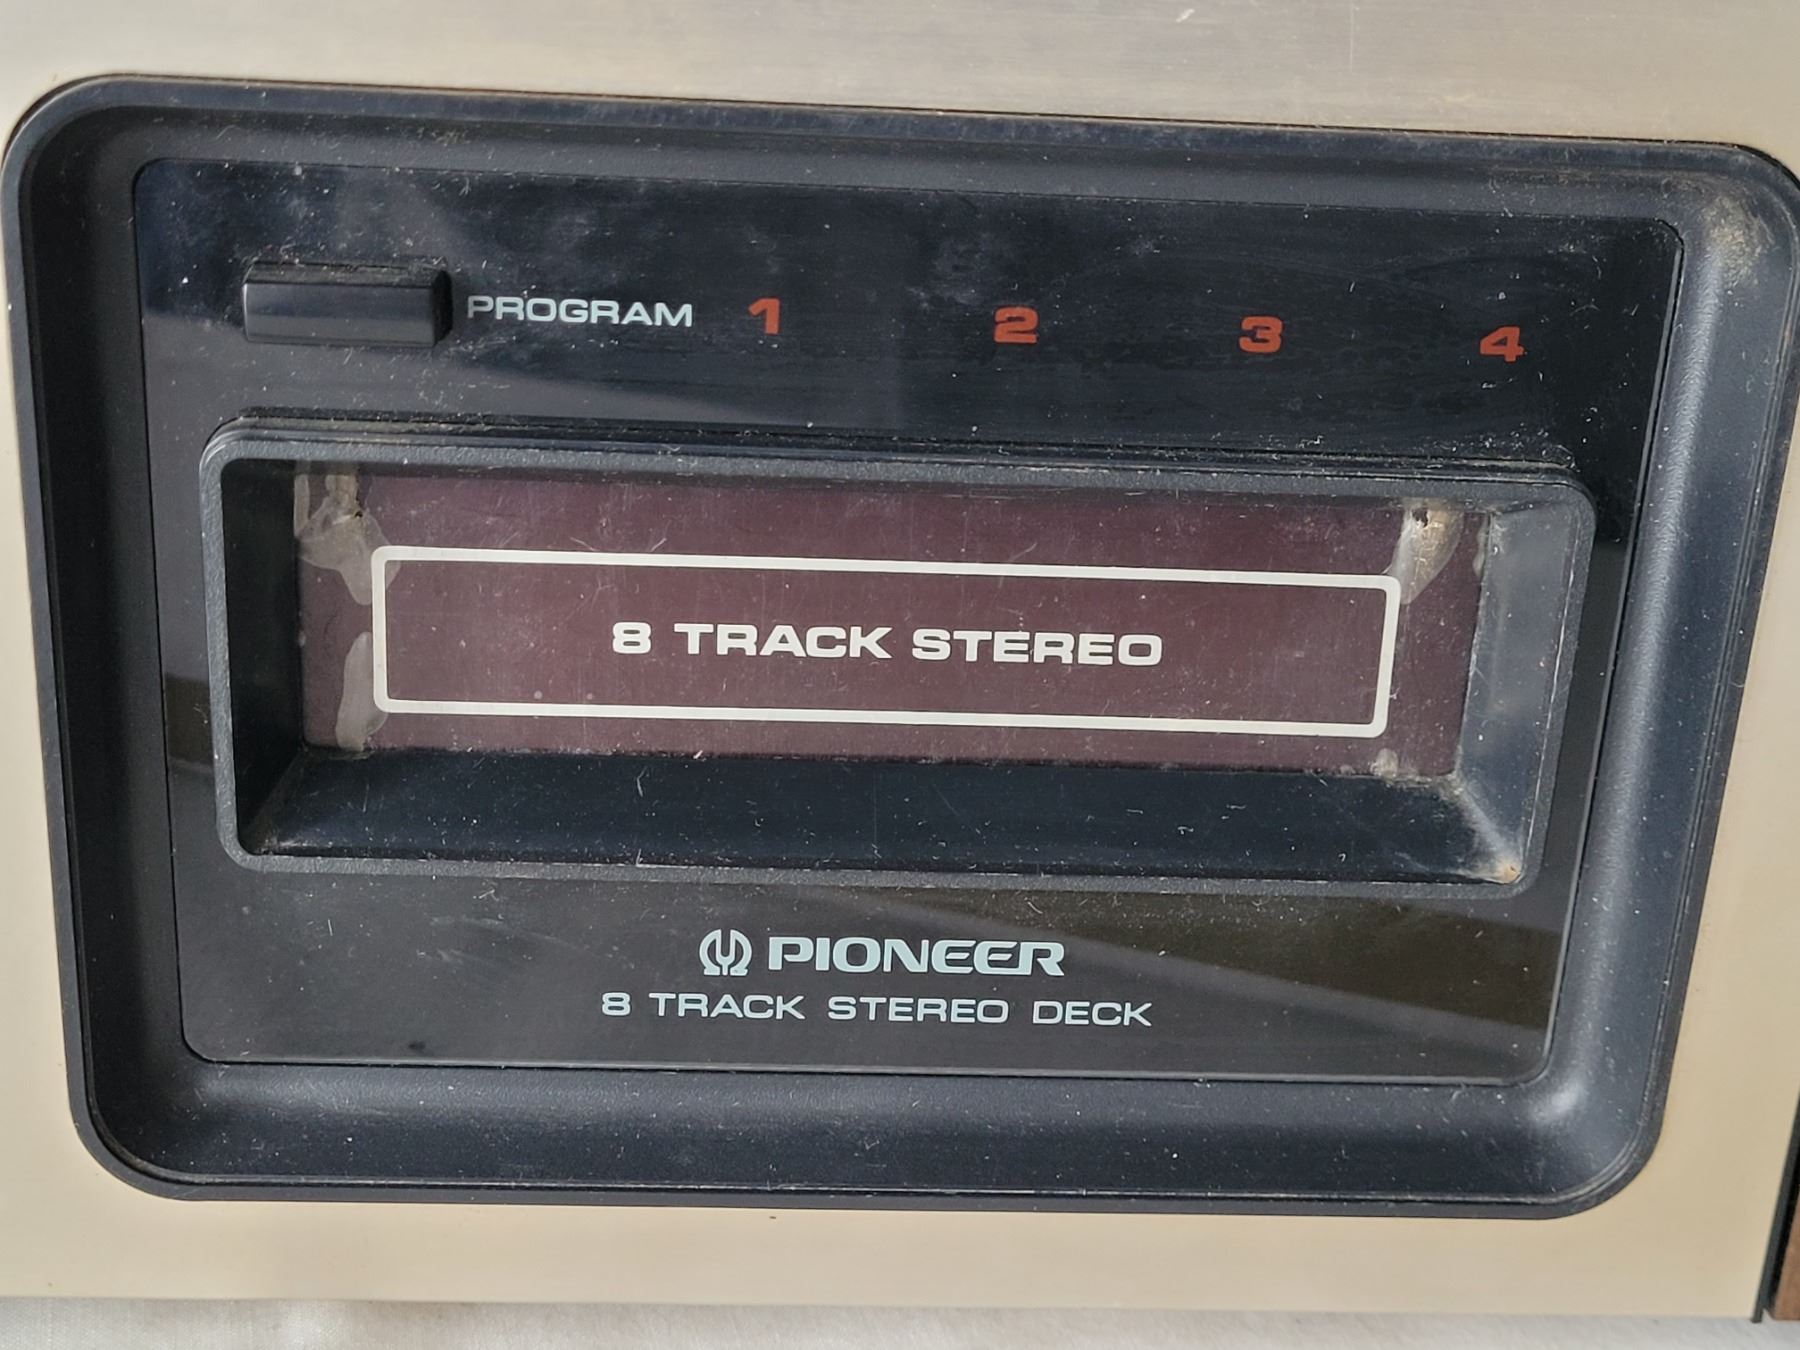 PROGRAM 1 2 3 4
8 TRACK STEREO
PIONEER
8 TRACK STEREO DECK